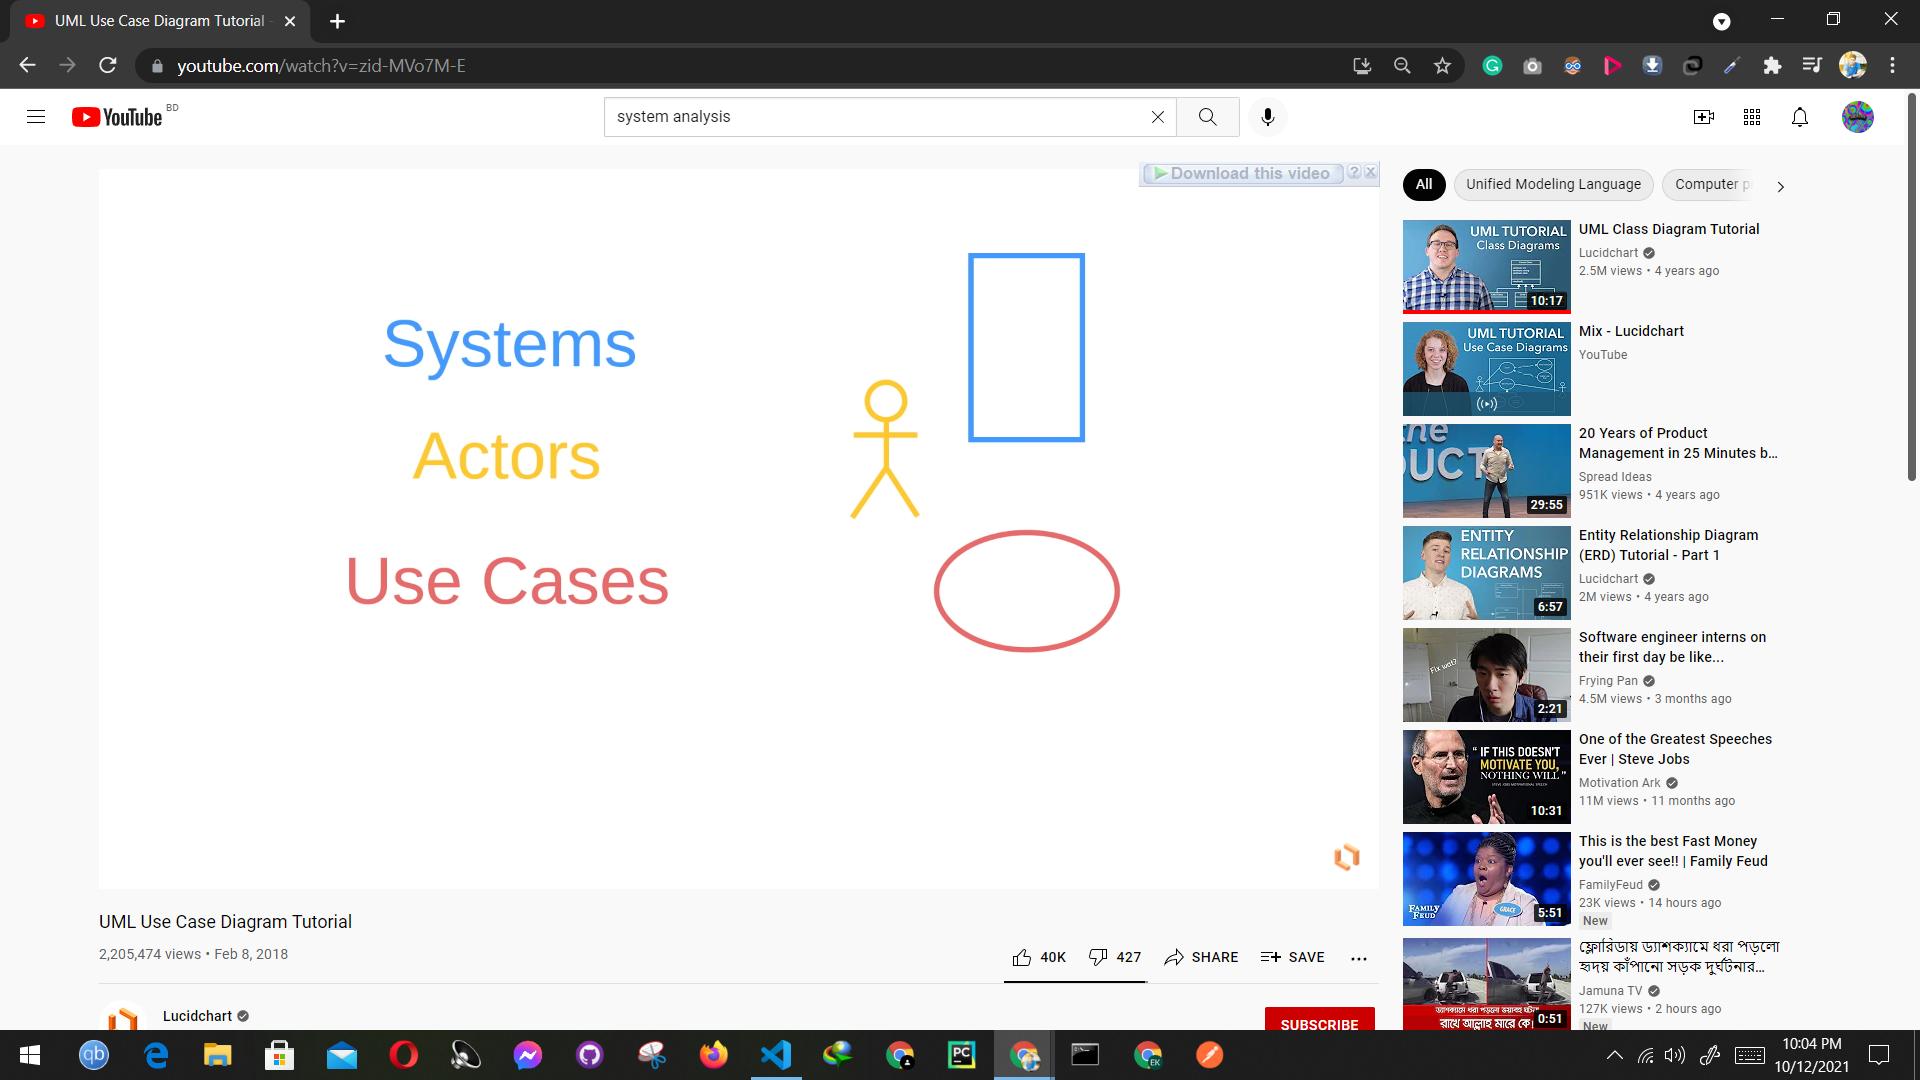 UML Use Case Diagram Tutorial -
youtube.com/watch?v=zid-MVo7M-E
YouTube BD
system analysis
Download this video
Systems
Actors
Use Cases
UML Use Case Diagram Tutorial
2,205,474 views • Feb 8, 2018
40K
427
SHARE
SAVE
Lucidchart
SUBSCRIBE
All
Unified Modeling Language
Computer p
UML TUTORIAL
Class Diagrams
10:17
UML Class Diagram Tutorial
Lucidchart
2.5M views • 4 years ago
UML TUTORIAL
Use Case Diagrams
Mix - Lucidchart
YouTube
the
DUCT
29:55
20 Years of Product
Management in 25 Minutes b...
Spread Ideas
951K views • 4 years ago
ENTITY
RELATIONSHIP
DIAGRAMS
6:57
Entity Relationship Diagram
(ERD) Tutorial - Part 1
Lucidchart
2M views • 4 years ago
Fix wat?
2:21
Software engineer interns on
their first day be like...
Frying Pan
4.5M views • 3 months ago
“ IF THIS DOESN'T
MOTIVATE YOU,
NOTHING WILL ”
10:31
One of the Greatest Speeches
Ever | Steve Jobs
Motivation Ark
11M views • 11 months ago
FAMILY
FEUD
GRACE
5:51
This is the best Fast Money
you'll ever see!! | Family Feud
FamilyFeud
23K views • 14 hours ago
New
রাখে আল্লাহ মারে কে!
0:51
ফ্লোরিডায় ড্যাশক্যামে ধরা পড়লো
হৃদয় কাঁপানো সড়ক দুর্ঘটনার...
Jamuna TV
127K views • 2 hours ago
New
qb
PC
EK
10:04 PM
10/12/2021